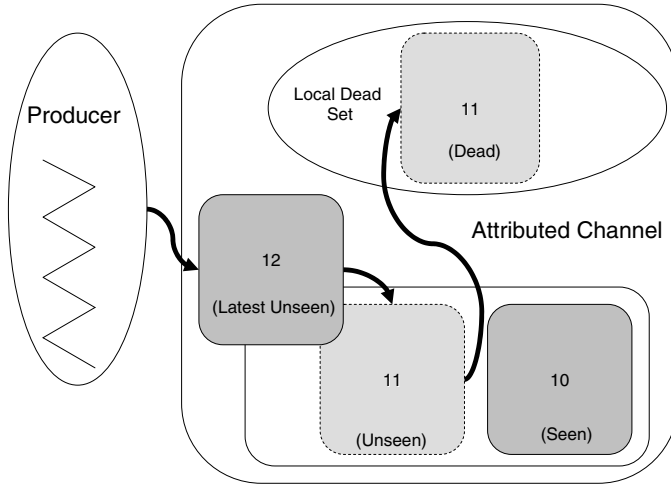 Producer
Local Dead
Set
11
(Dead)
Attributed Channel
12
(Latest Unseen)
11
(Unseen)
10
(Seen)